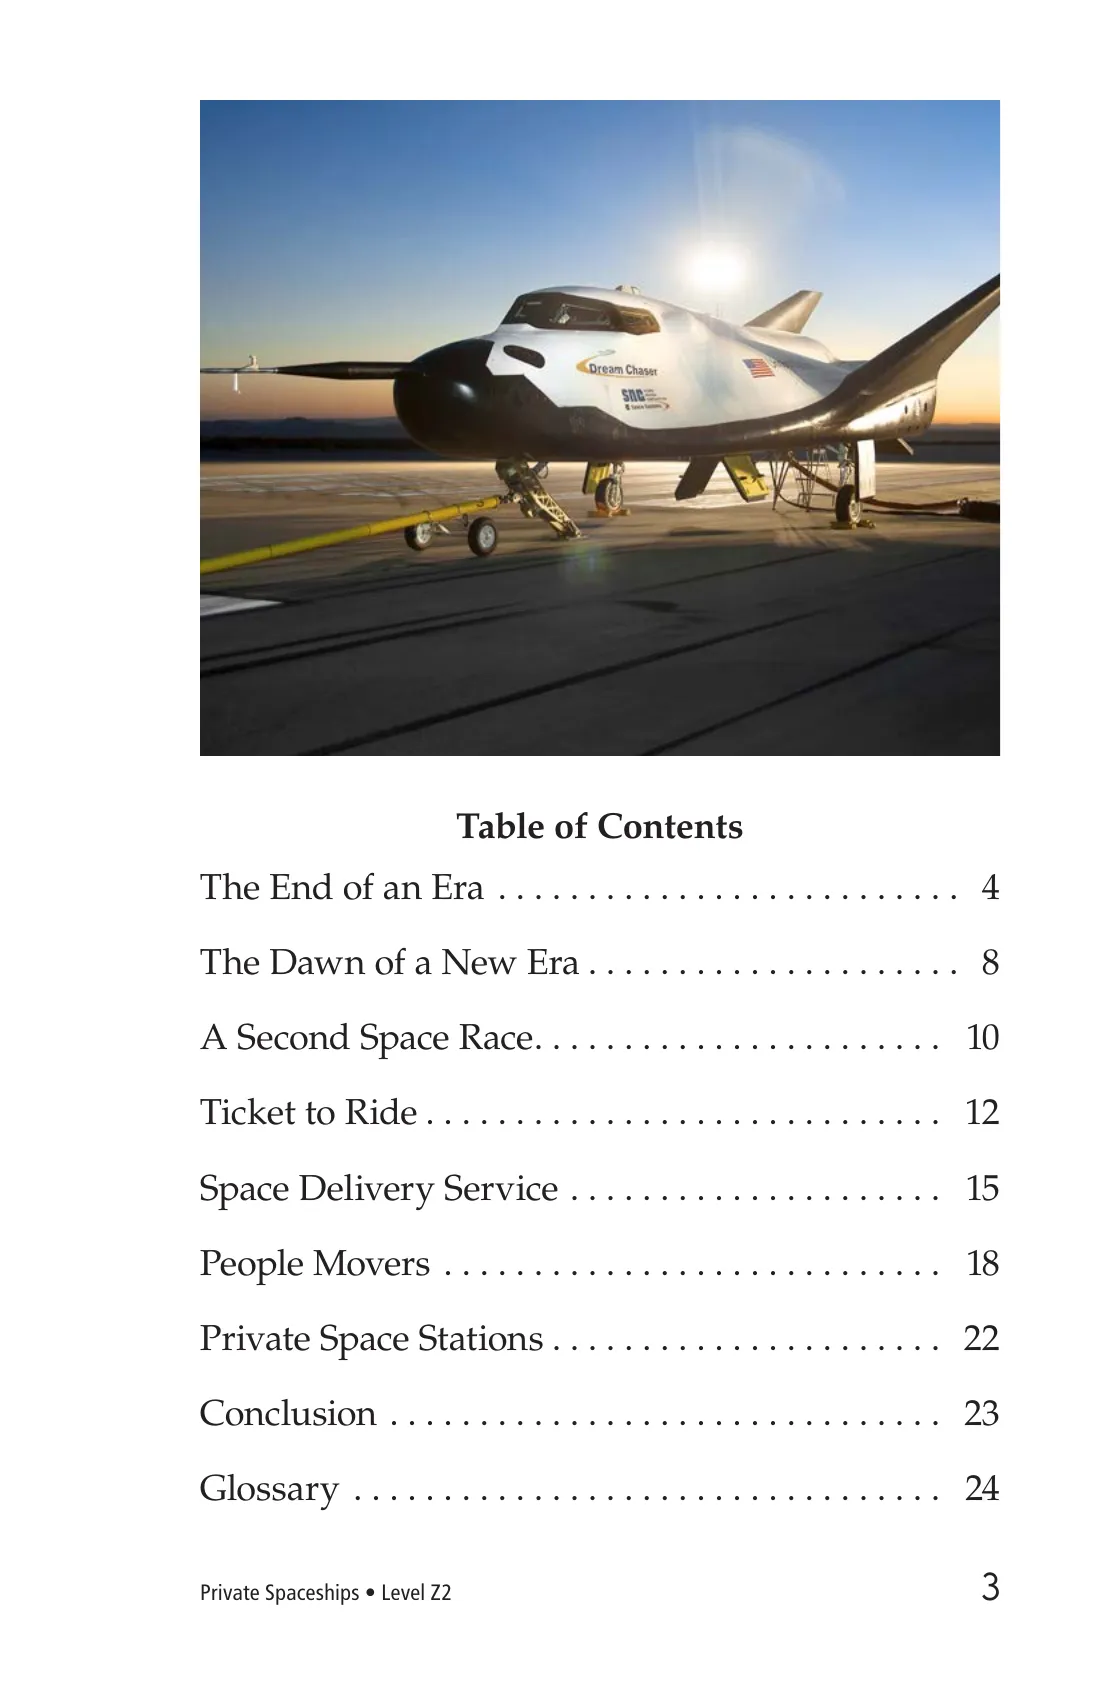 Dream Chaser
snc
Space Systems
Table of Contents
The End of an Era . . . . . . . . . . . . . . . . . . . . . . . . . . 4
The Dawn of a New Era . . . . . . . . . . . . . . . . . . . . . 8
A Second Space Race. . . . . . . . . . . . . . . . . . . . . . . 10
Ticket to Ride . . . . . . . . . . . . . . . . . . . . . . . . . . . . . 12
Space Delivery Service . . . . . . . . . . . . . . . . . . . . . 15
People Movers . . . . . . . . . . . . . . . . . . . . . . . . . . . . 18
Private Space Stations . . . . . . . . . . . . . . . . . . . . . . 22
Conclusion . . . . . . . . . . . . . . . . . . . . . . . . . . . . . . . 23
Glossary . . . . . . . . . . . . . . . . . . . . . . . . . . . . . . . . . 24
Private Spaceships • Level Z2 3